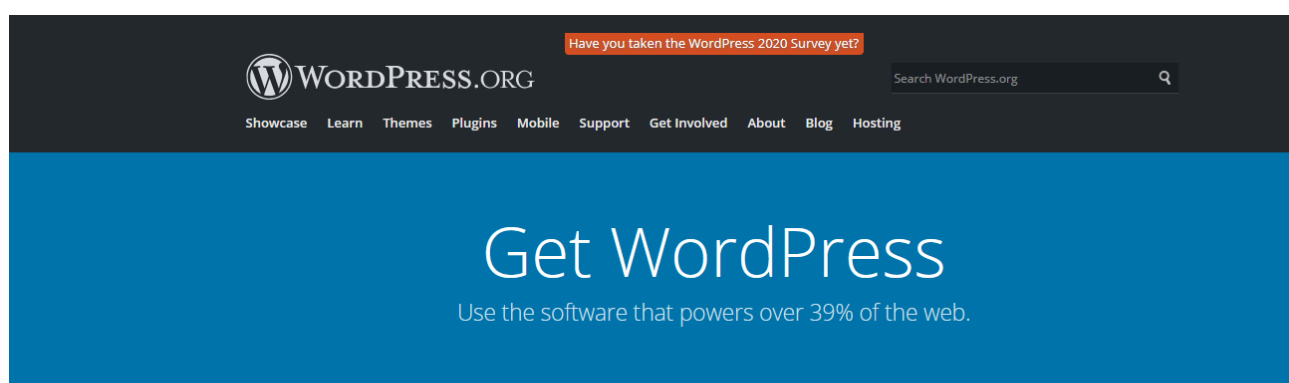 Have you taken the WordPress 2020 Survey yet?
WORDPRESS.ORG
Search WordPress.org
Showcase Learn Themes Plugins Mobile Support Get Involved About Blog Hosting
Get WordPress
Use the software that powers over 39% of the web.